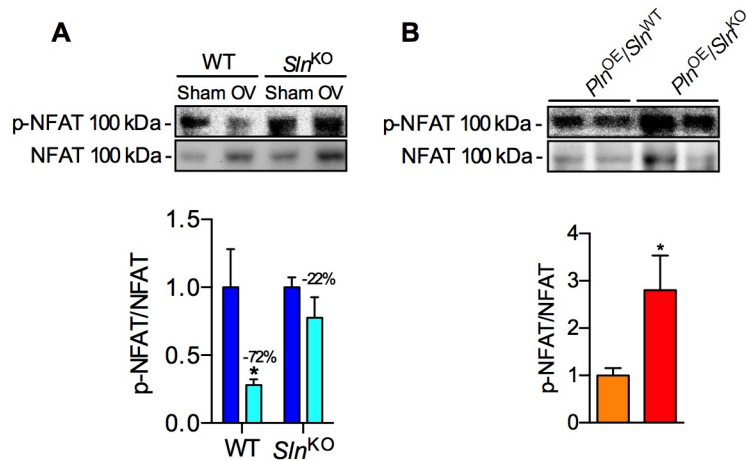 A
WT
Sln^KO
Sham OV Sham OV
p-NFAT 100 kDa -
NFAT 100 kDa -
1.5
1.0
0.5
0.0
p-NFAT/NFAT
-72%
*
-22%
WT
Sln^KO
B
Pln^OE/Sln^WT
Pln^OE/Sln^KO
p-NFAT 100 kDa -
NFAT 100 kDa -
4
3
2
1
0
p-NFAT/NFAT
*